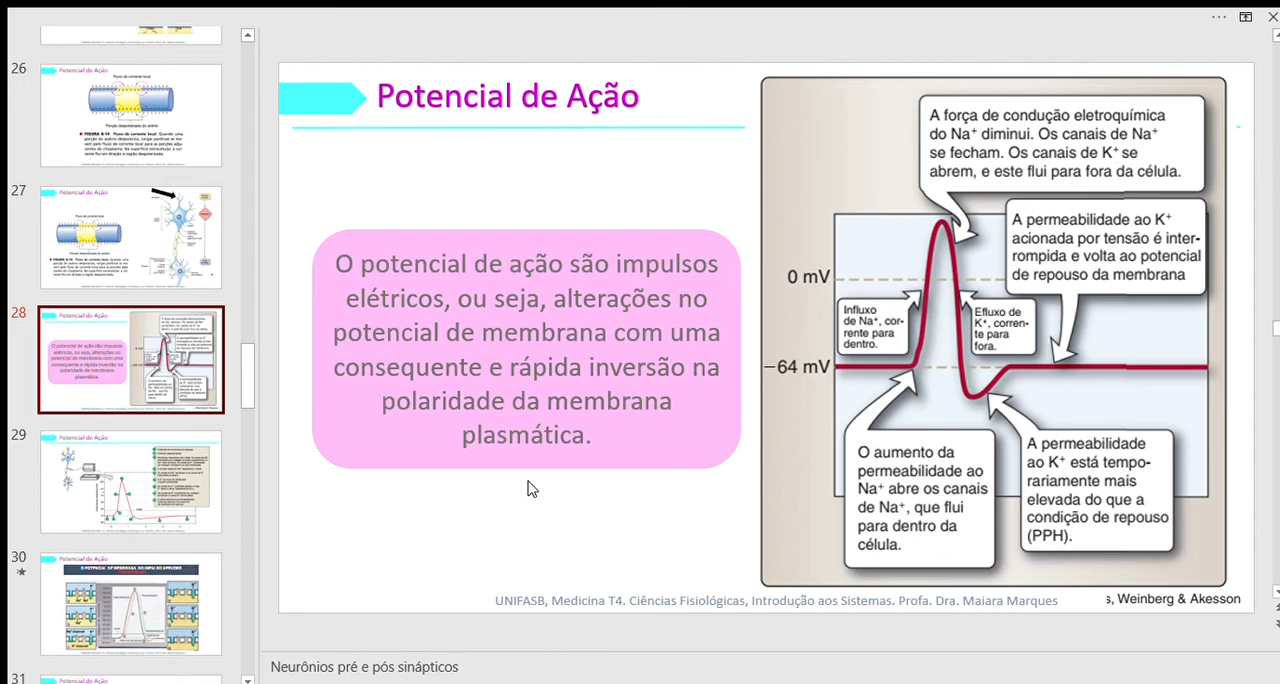 26
Potencial de Ação
Fluxo de corrente local
Porção despolarizada do axônio
27
Potencial de Ação
28
Potencial de Ação
29
Potencial de Ação
30
Potencial de Ação
31
Potencial de Ação
Potencial de Ação
O potencial de ação são impulsos
elétricos, ou seja, alterações no
potencial de membrana com uma
consequente e rápida inversão na
polaridade da membrana
plasmática.
A força de condução eletroquímica
do Na⁺ diminui. Os canais de Na⁺
se fecham. Os canais de K⁺ se
abrem, e este flui para fora da célula.
A permeabilidade ao K⁺
acionada por tensão é inter-
rompida e volta ao potencial
de repouso da membrana
0 mV
Influxo
de Na⁺, cor-
rente para
dentro.
Efluxo de
K⁺, corren-
te para
fora.
−64 mV
O aumento da
permeabilidade ao
Na⁺ abre os canais
de Na⁺, que flui
para dentro da
célula.
A permeabilidade
ao K⁺ está tempo-
rariamente mais
elevada do que a
condição de repouso
(PPH).
UNIFASB, Medicina T4. Ciências Fisiológicas, Introdução aos Sistemas. Profa. Dra. Maiara Marques
s, Weinberg & Akesson
Neurônios pré e pós sinápticos